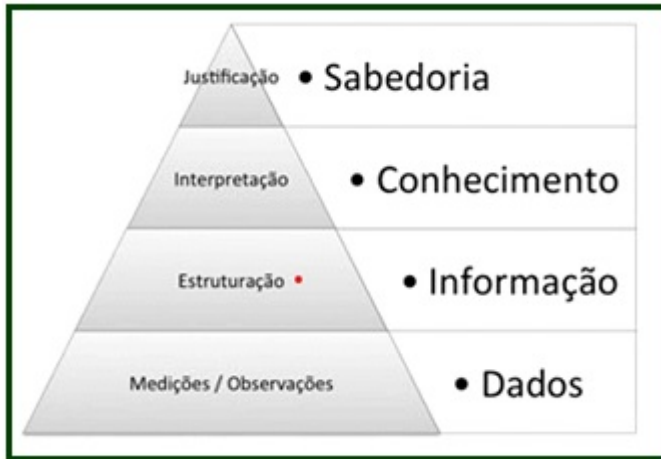 Justificação • Sabedoria
Interpretação • Conhecimento
Estruturação • • Informação
Medições / Observações • Dados